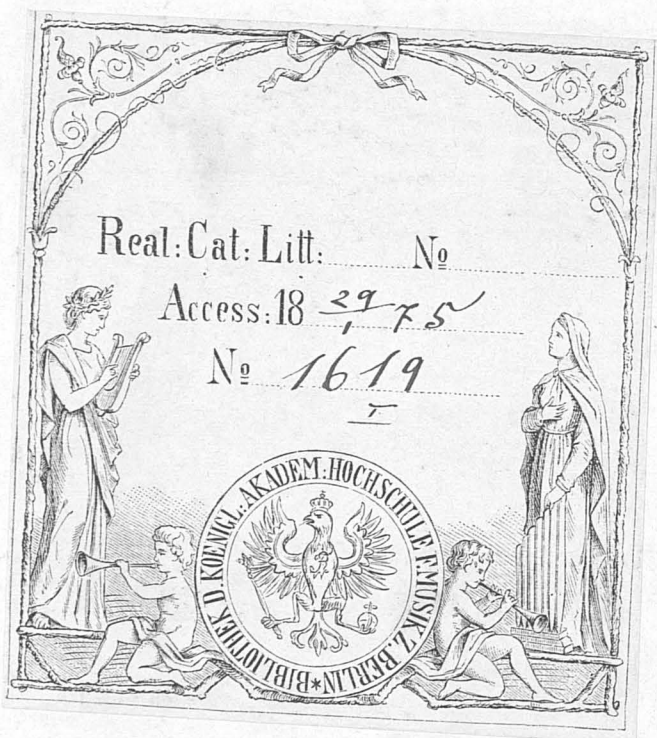 Real: Cat: Litt: № 
Access: 18 29/1 75
№ 1619
I
BIBLIOTHEK D. KOENIGL: AKADEM: HOCHSCHULE F. MUSIK Z. BERLIN *